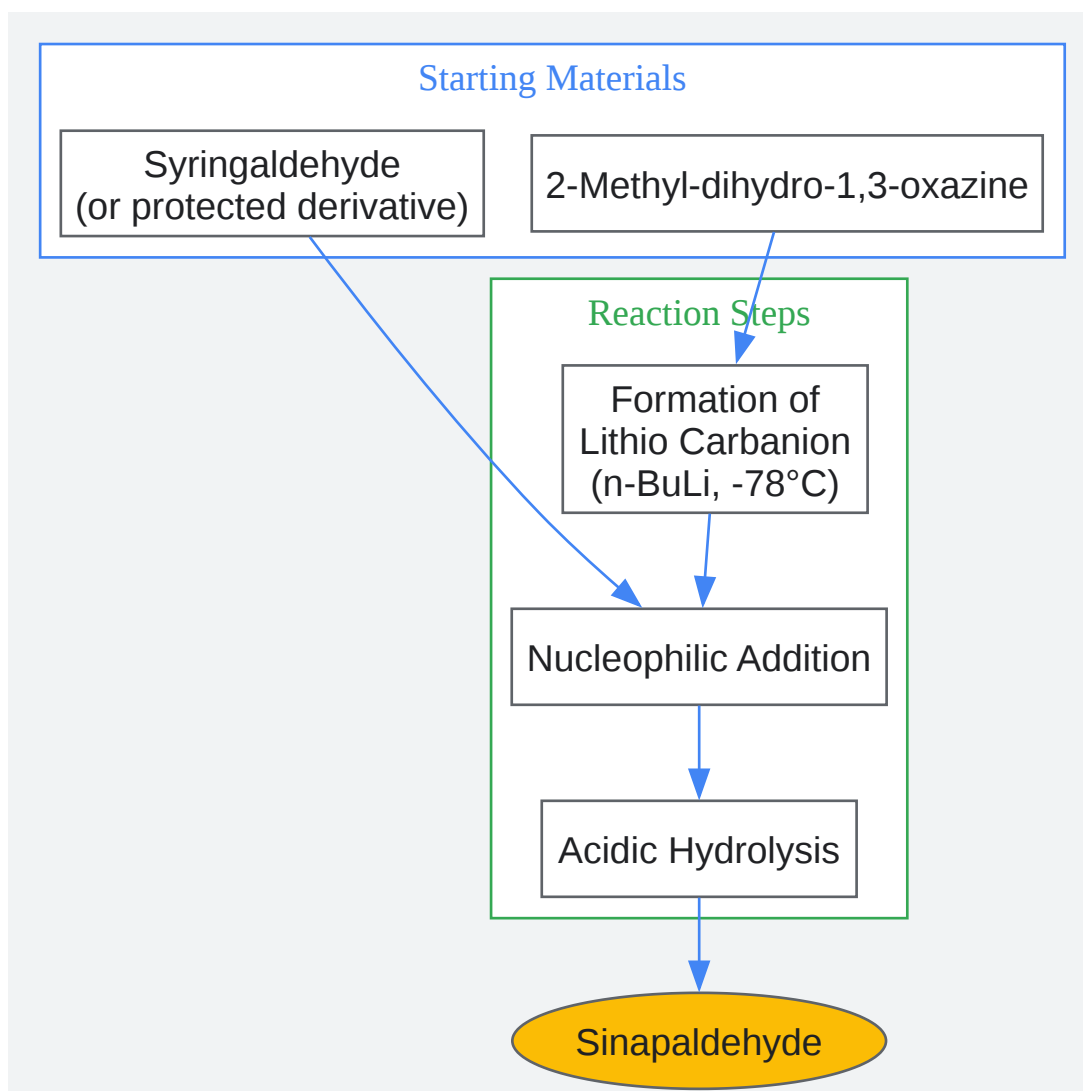 Starting Materials
Syringaldehyde
(or protected derivative)
2-Methyl-dihydro-1,3-oxazine
Reaction Steps
Formation of
Lithio Carbanion
(n-BuLi, -78°C)
Nucleophilic Addition
Acidic Hydrolysis
Sinapaldehyde